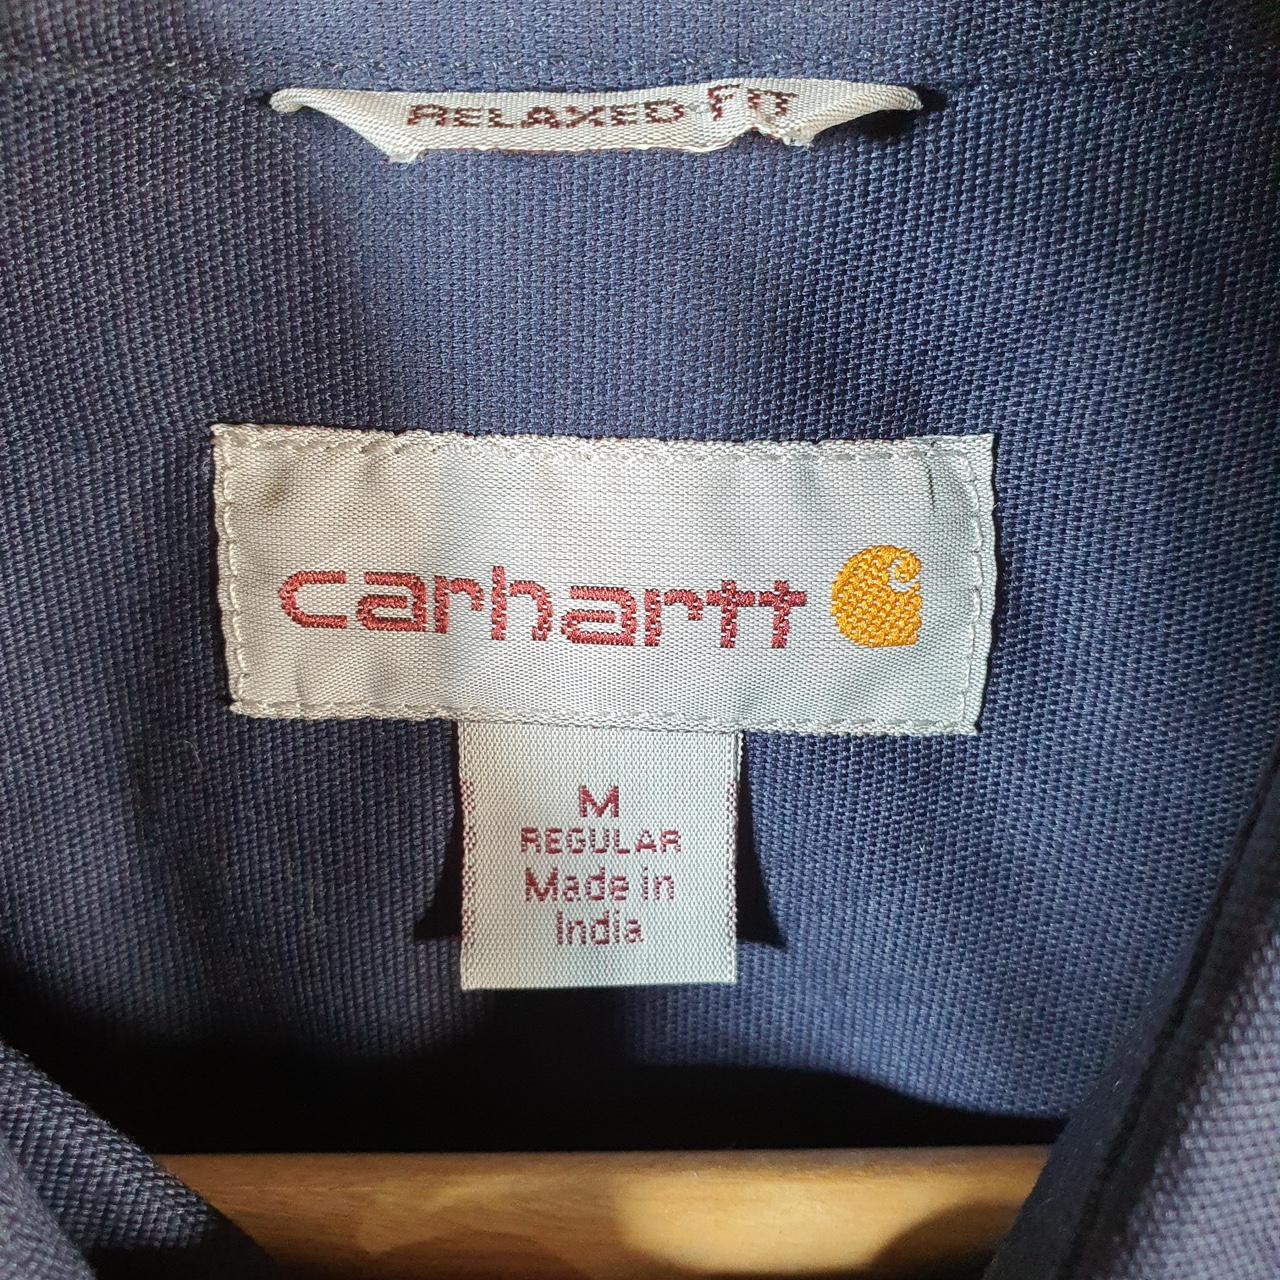 RELAXED FIT
carhartt
M
REGULAR
Made in
India